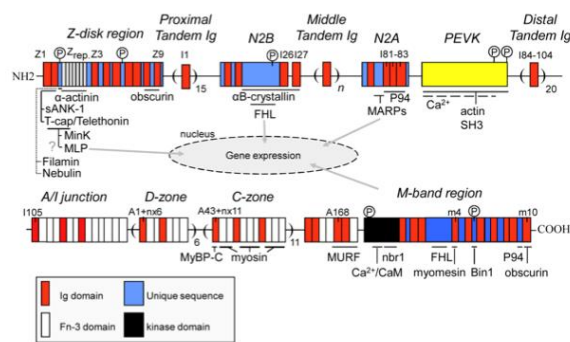 Z-disk region
Proximal Tandem Ig
N2B
Middle Tandem Ig
N2A
PEVK
Distal Tandem Ig
Z1 P Zrep. Z3 P Z9
I1
P I26I27
I81-83
P P
I84-104
NH2
15
n
20
α-actinin
obscurin
αB-crystallin
P94
Ca2+
actin
sANK-1
FHL
MARPs
SH3
T-cap/Telethonin
? MinK
MLP
nucleus
Gene expression
Filamin
Nebulin
A/I junction
D-zone
C-zone
M-band region
I105
A1+nx6
A43+nx11
A168
P
m4
P
m10
COOH
6
11
MyBP-C
myosin
MURF
nbr1
FHL
P94
Ca2+/CaM
myomesin
Bin1
obscurin
Ig domain
Unique sequence
Fn-3 domain
kinase domain